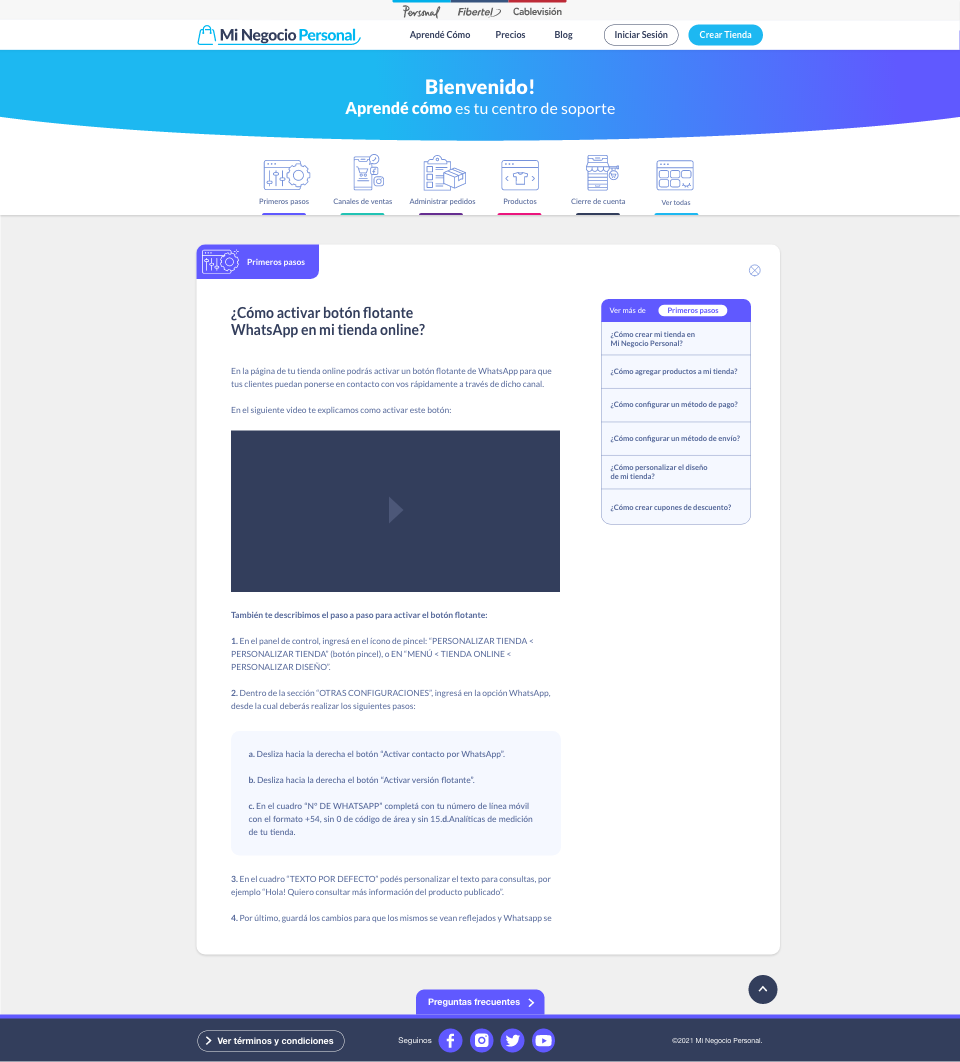 Personal Fibertel Cablevisión
Mi Negocio Personal Aprendé Cómo Precios Blog Iniciar Sesión Crear Tienda
Bienvenido!
Aprendé cómo es tu centro de soporte
Primeros pasos Canales de ventas Administrar pedidos Productos Cierre de cuenta Ver todas
Primeros pasos
¿Cómo activar botón flotante
WhatsApp en mi tienda online?
En la página de tu tienda online podrás activar un botón flotante de WhatsApp para que
tus clientes puedan ponerse en contacto con vos rápidamente a través de dicho canal.
En el siguiente video te explicamos como activar este botón:
También te describimos el paso a paso para activar el botón flotante:
1. En el panel de control, ingresá en el ícono de pincel: "PERSONALIZAR TIENDA <
PERSONALIZAR TIENDA" (botón pincel), o EN "MENÚ < TIENDA ONLINE <
PERSONALIZAR DISEÑO".
2. Dentro de la sección "OTRAS CONFIGURACIONES", ingresá en la opción WhatsApp,
desde la cual deberás realizar los siguientes pasos:
a. Desliza hacia la derecha el botón "Activar contacto por WhatsApp".
b. Desliza hacia la derecha el botón "Activar versión flotante".
c. En el cuadro "N° DE WHATSAPP" completá con tu número de línea móvil
con el formato +54, sin 0 de código de área y sin 15.d.Analíticas de medición
de tu tienda.
3. En el cuadro "TEXTO POR DEFECTO" podés personalizar el texto para consultas, por
ejemplo "Hola! Quiero consultar más información del producto publicado".
4. Por último, guardá los cambios para que los mismos se vean reflejados y Whatsapp se
Ver más de Primeros pasos
¿Cómo crear mi tienda en
Mi Negocio Personal?
¿Cómo agregar productos a mi tienda?
¿Cómo configurar un método de pago?
¿Cómo configurar un método de envío?
¿Cómo personalizar el diseño
de mi tienda?
¿Cómo crear cupones de descuento?
Preguntas frecuentes
Ver términos y condiciones Seguinos ©2021 Mi Negocio Personal.